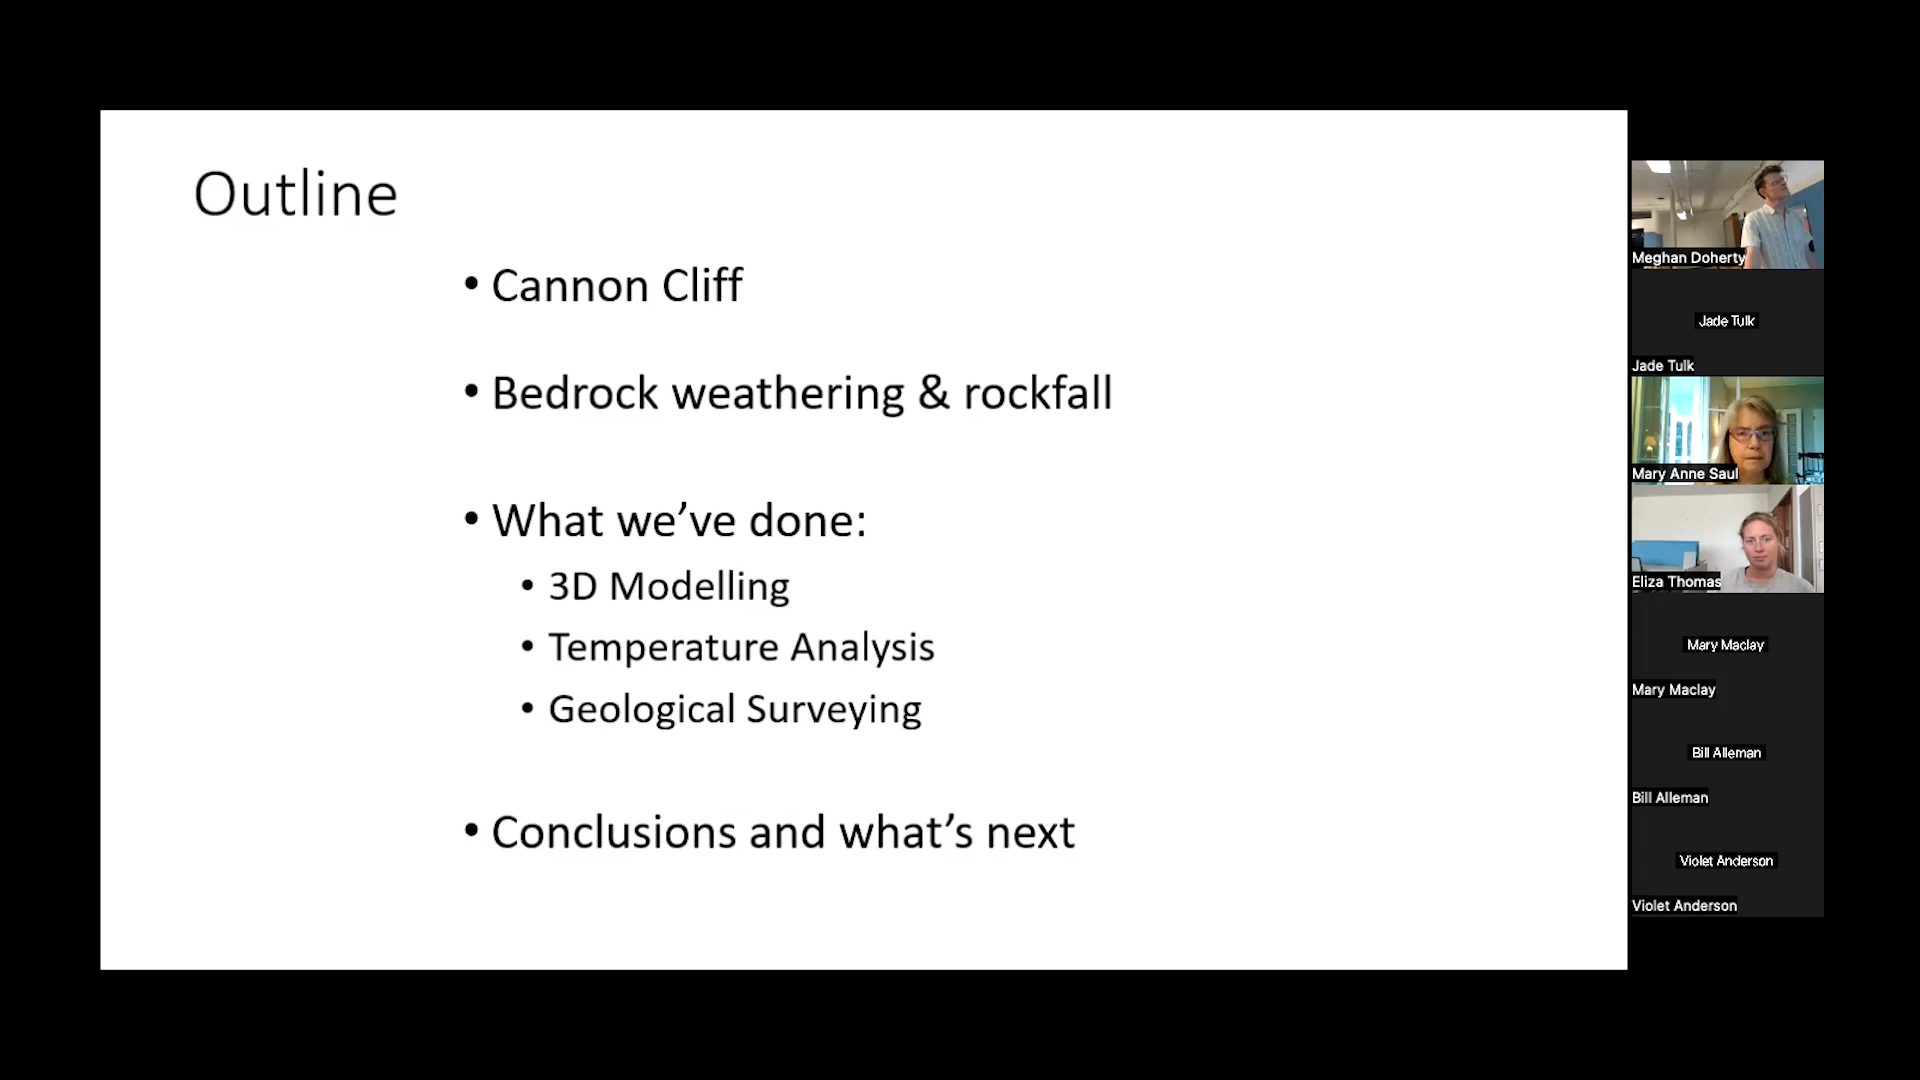 Outline
• Cannon Cliff
• Bedrock weathering & rockfall
• What we’ve done:
• 3D Modelling
• Temperature Analysis
• Geological Surveying
• Conclusions and what’s next
Meghan Doherty
Jade Tulk
Jade Tulk
Mary Anne Saul
Eliza Thomas
Mary Maclay
Mary Maclay
Bill Alleman
Bill Alleman
Violet Anderson
Violet Anderson